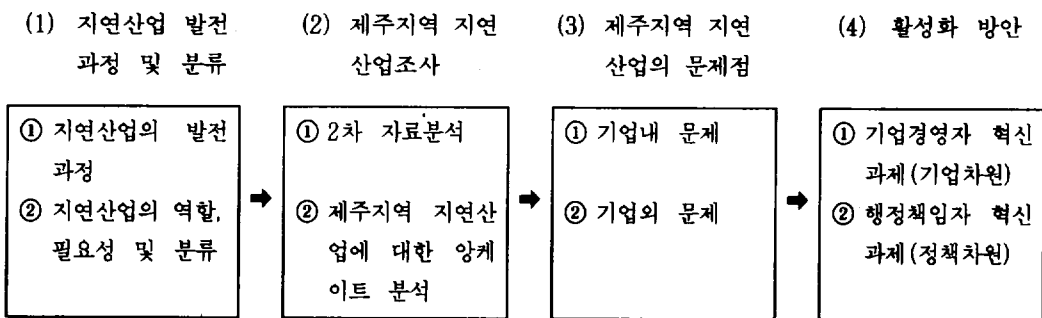 (1) 지연산업 발전
과정 및 분류
(2) 제주지역 지연
산업조사
(3) 제주지역 지연
산업의 문제점
(4) 활성화 방안
① 지연산업의 발전
과정
② 지연산업의 역할,
필요성 및 분류
➡
① 2차 자료분석
② 제주지역 지연산
업에 대한 앙케
이트 분석
➡
① 기업내 문제
② 기업외 문제
➡
① 기업경영자 혁신
과제(기업차원)
② 행정책임자 혁신
과제(정책차원)